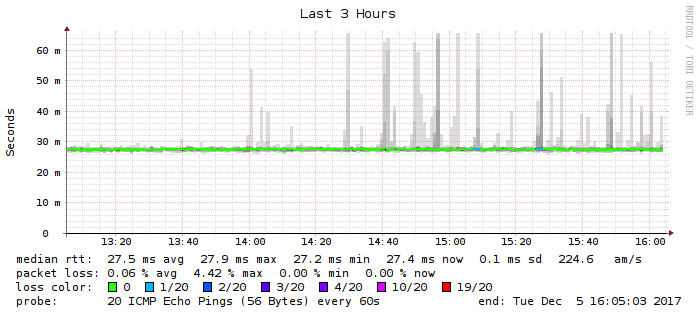 Last 3 Hours
RRDTOOL / TOBI OETIKER
Seconds
60 m
50 m
40 m
30 m
20 m
10 m
0
13:20 13:40 14:00 14:20 14:40 15:00 15:20 15:40 16:00
median rtt: 27.5 ms avg 27.9 ms max 27.2 ms min 27.4 ms now 0.1 ms sd 224.6 am/s
packet loss: 0.06 % avg 4.42 % max 0.00 % min 0.00 % now
loss color: 0 1/20 2/20 3/20 4/20 10/20 19/20
probe: 20 ICMP Echo Pings (56 Bytes) every 60s end: Tue Dec 5 16:05:03 2017